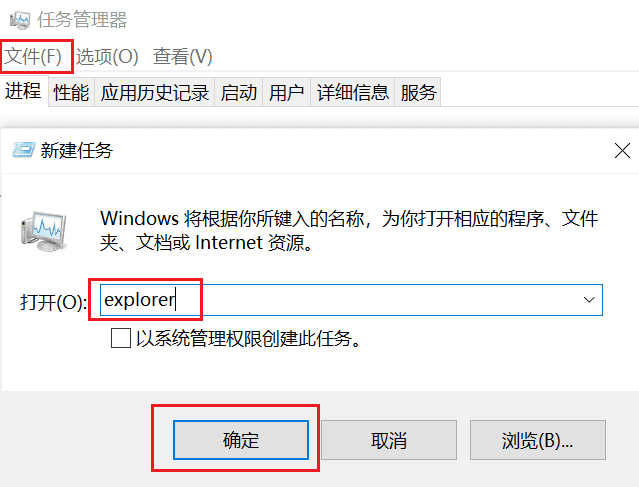 任务管理器
文件(F) 选项(O) 查看(V)
进程 性能 应用历史记录 启动 用户 详细信息 服务
新建任务
Windows 将根据你所键入的名称，为你打开相应的程序、文件
夹、文档或 Internet 资源。
打开(O): explorer
以系统管理权限创建此任务。
确定 取消 浏览(B)...